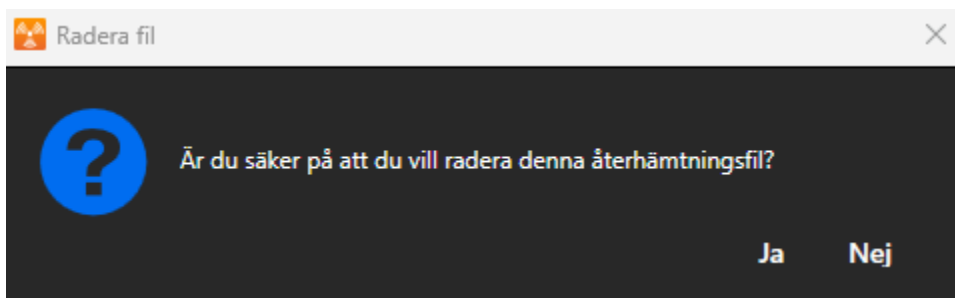 Radera fil
Är du säker på att du vill radera denna återhämtningsfil?
Ja Nej